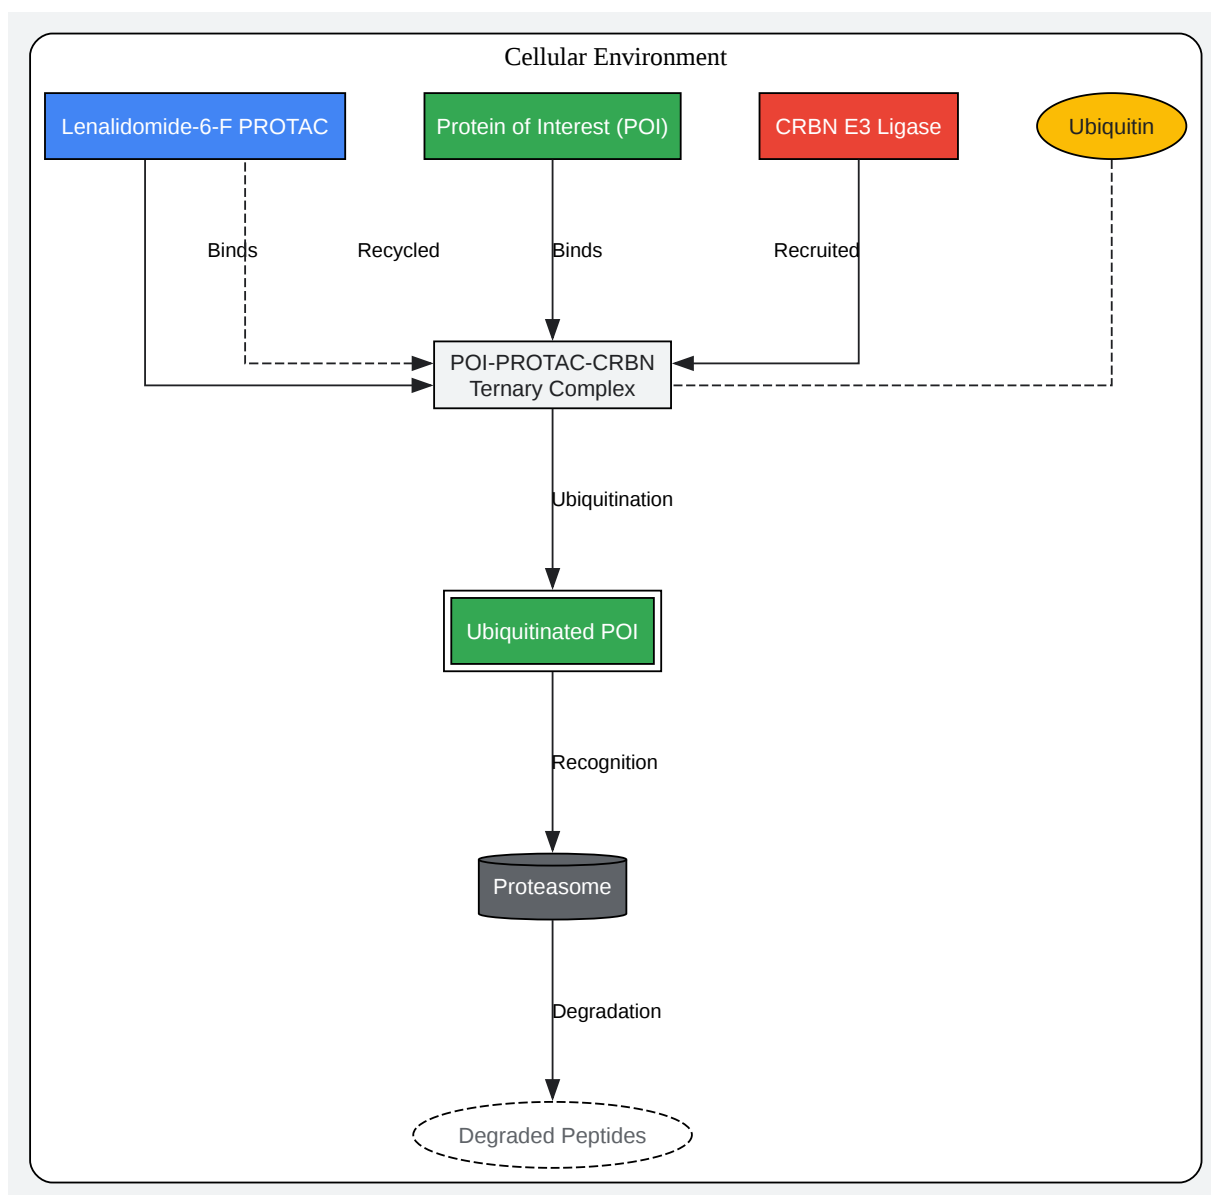 Cellular Environment
Lenalidomide-6-F PROTAC
Protein of Interest (POI)
CRBN E3 Ligase
Ubiquitin
Binds
Recycled
Binds
Recruited
POI-PROTAC-CRBN
Ternary Complex
Ubiquitination
Ubiquitinated POI
Recognition
Proteasome
Degradation
Degraded Peptides